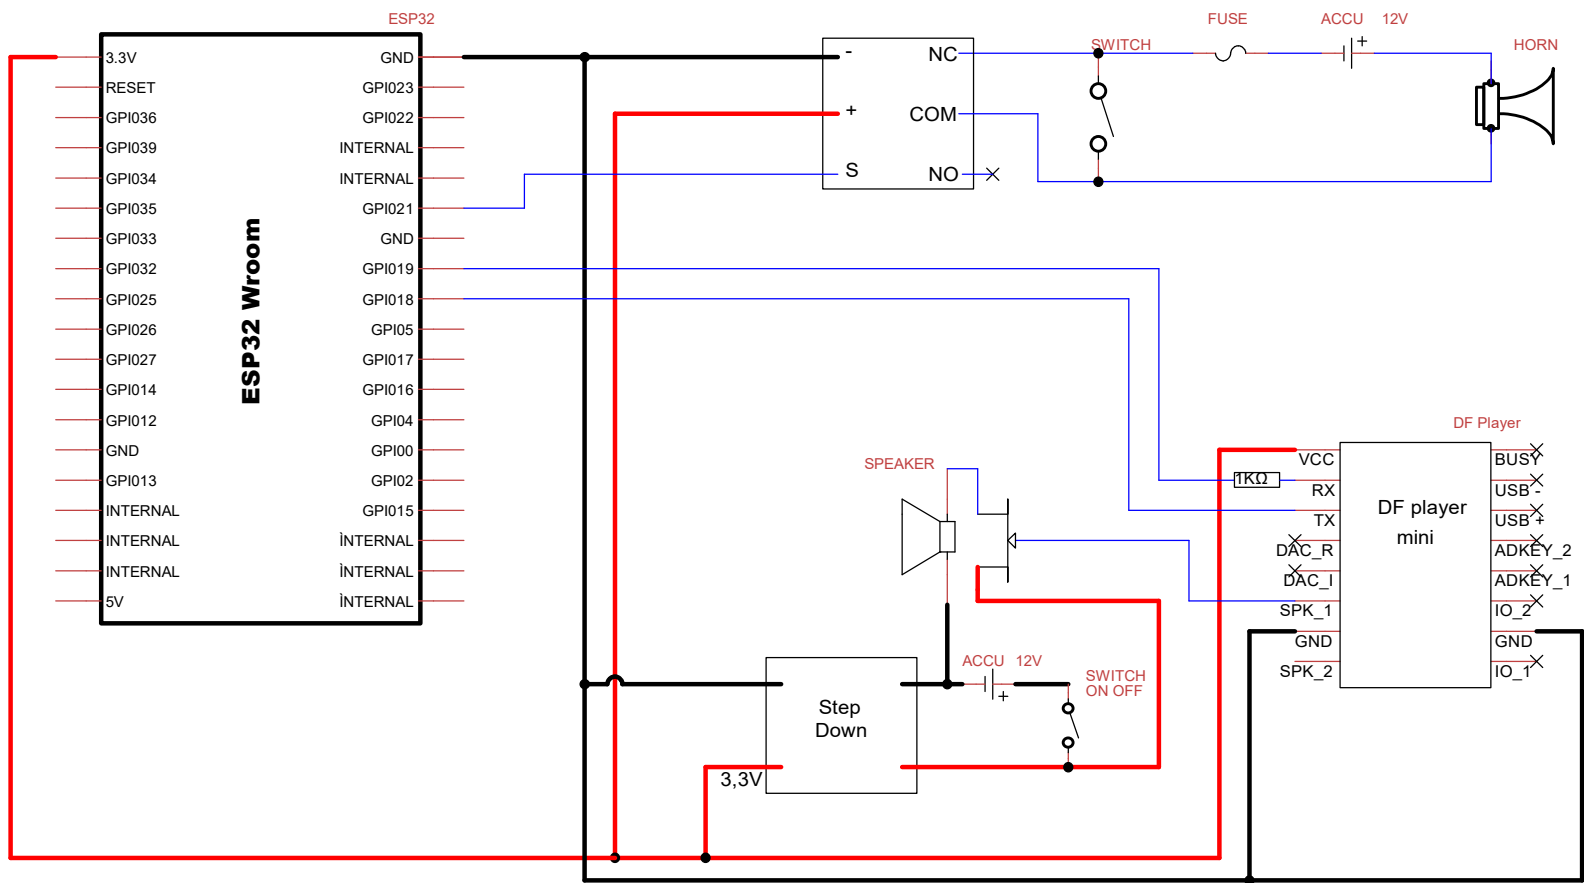 ESP32
3.3V
RESET
GPI036
GPI039
GPI034
GPI035
GPI033
GPI032
GPI025
GPI026
GPI027
GPI014
GPI012
GND
GPI013
INTERNAL
INTERNAL
INTERNAL
5V
ESP32 Wroom
GND
GPI023
GPI022
INTERNAL
INTERNAL
GPI021
GND
GPI019
GPI018
GPI05
GPI017
GPI016
GPI04
GPI00
GPI02
GPI015
ÌNTERNAL
ÌNTERNAL
ÌNTERNAL
-
+
S
NC
COM
NO
SWITCH
FUSE
ACCU 12V
+
HORN
SPEAKER
ACCU 12V
+
SWITCH
ON OFF
Step
Down
3,3V
1KΩ
DF Player
VCC
RX
TX
DAC_R
DAC_I
SPK_1
GND
SPK_2
DF player
mini
BUSY
USB -
USB +
ADKEY_2
ADKEY_1
IO_2
GND
IO_1